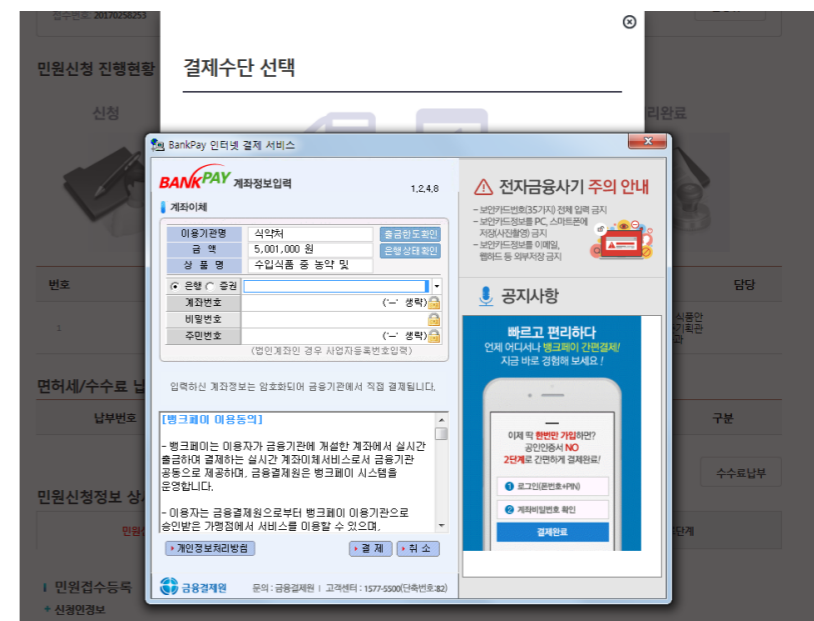 접수번호: 20170258253
민원신청 진행현황
결제수단 선택
신청
리완료
BankPay 인터넷 결제 서비스
BANKPAY 계좌정보입력
1,2,4,8
계좌이체
이용기관명 식약처 출금한도확인
금 액 5,001,000 원 은행상태확인
상 품 명 수입식품 중 농약 및
은행 증권
계좌번호 ('–' 생략)
비밀번호
주민번호 ('–' 생략)
(법인계좌인 경우 사업자등록번호입력)
입력하신 계좌정보는 암호화되어 금융기관에서 직접 결제됩니다.
[뱅크페이 이용동의]
- 뱅크페이는 이용자가 금융기관에 개설한 계좌에서 실시간
출금하여 결제하는 실시간 계좌이체서비스로서 금융기관
공동으로 제공하며, 금융결제원은 뱅크페이 시스템을
운영합니다.
- 이용자는 금융결제원으로부터 뱅크페이 이용기관으로
승인받은 가맹점에서 서비스를 이용할 수 있으며,
개인정보처리방침
결 제
취 소
금융결제원 문의 : 금융결제원 | 고객센터 : 1577-5500(단축번호:82)
전자금융사기 주의 안내
– 보안카드번호(35가지) 전체 입력 금지
– 보안카드정보를 PC, 스마트폰에
저장(사진촬영) 금지
– 보안카드정보를 이메일,
웹하드 등 외부저장 금지
공지사항
빠르고 편리하다
언제 어디서나 뱅크페이 간편결제!
지금 바로 경험해 보세요 !
이제 딱 한번만 가입하면?
공인인증서 NO
2단계로 간편하게 결제완료!
1 로그인(폰번호+PIN)
2 계좌비밀번호 확인
결제완료
번호
담당
1
식품안
기획관
과
면허세/수수료 납
납부번호
구분
수수료납부
민원신청정보 상
민원
단계
민원접수등록
신청인정보